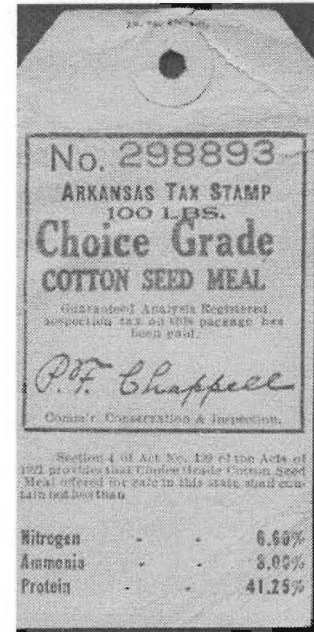 No. 298893
ARKANSAS TAX STAMP
100 LBS.
Choice Grade
COTTON SEED MEAL
Guaranteed Analysis Registered
inspection tax on this package has
been paid.
P.F. Chappell
Comm'r. Conservation & Inspection.
Section 4 of Act No. of the Acts of
1921 provides that Choice Grade Cotton Seed
Meal offered for sale in this state shall con-
tain not less than
Nitrogen - - 6.60%
Ammonia - - 8.00%
Protein - - 41.25%